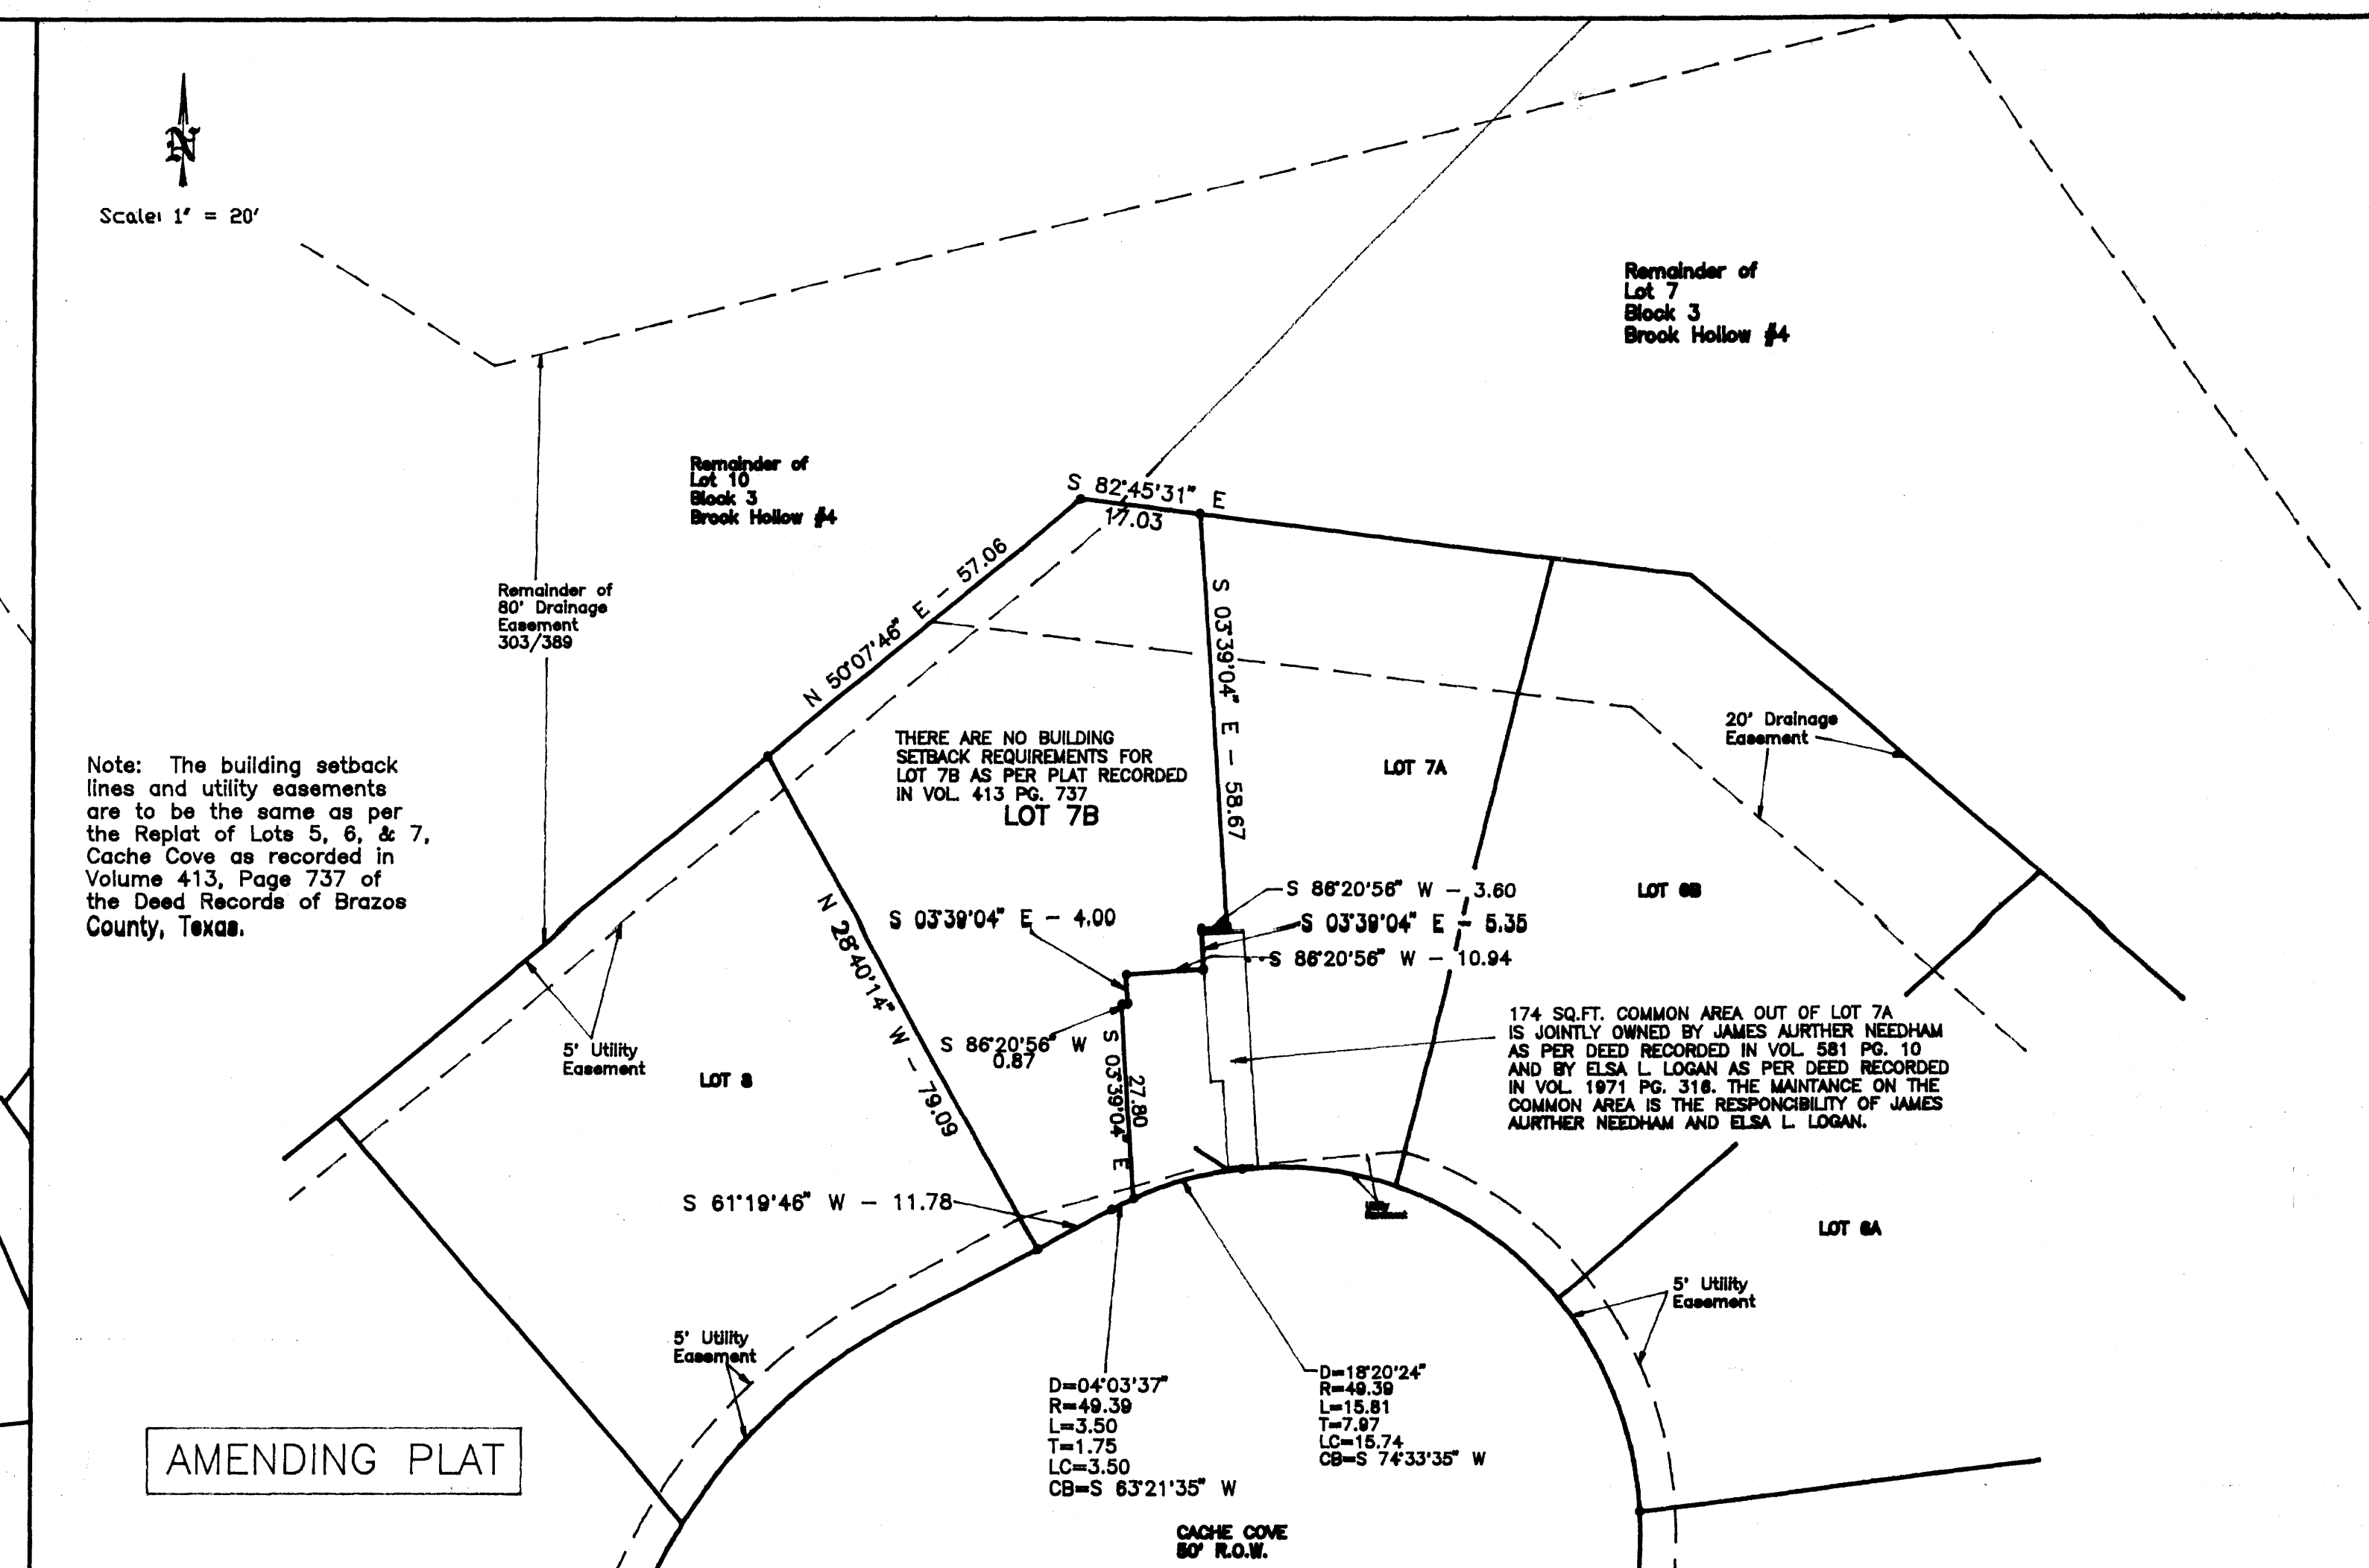 N
Scale: 1" = 20'
Remainder of
Lot 7
Block 3
Brook Hollow #4
Remainder of
Lot 10
Block 3
Brook Hollow #4
S 82°45'31" E
17.03
N 50°07'46" E - 57.06
Remainder of
80' Drainage
Easement
303/389
S 03°39'04" E - 58.67
20' Drainage
Easement
THERE ARE NO BUILDING
SETBACK REQUIREMENTS FOR
LOT 7B AS PER PLAT RECORDED
IN VOL. 413 PG. 737
LOT 7B
LOT 7A
Note: The building setback
lines and utility easements
are to be the same as per
the Replat of Lots 5, 6, & 7,
Cache Cove as recorded in
Volume 413, Page 737 of
the Deed Records of Brazos
County, Texas.
LOT 6B
S 86°20'56" W - 3.60
S 03°39'04" E - 4.00
S 03°39'04" E - 5.35
S 86°20'56" W - 10.94
N 28°40'14" W - 79.09
174 SQ.FT. COMMON AREA OUT OF LOT 7A
IS JOINTLY OWNED BY JAMES AURTHER NEEDHAM
AS PER DEED RECORDED IN VOL. 581 PG. 10
AND BY ELSA L. LOGAN AS PER DEED RECORDED
IN VOL. 1971 PG. 316. THE MAINTANCE ON THE
COMMON AREA IS THE RESPONCIBILITY OF JAMES
AURTHER NEEDHAM AND ELSA L. LOGAN.
S 86°20'56" W
0.87
5' Utility
Easement
LOT 8
S 03°39'04" E
27.80
S 61°19'46" W - 11.78
Utility
Easement
LOT 6A
5' Utility
Easement
5' Utility
Easement
D=04°03'37"
R=49.39
L=3.50
T=1.75
LC=3.50
CB=S 63°21'35" W
D=18°20'24"
R=49.39
L=15.81
T=7.97
LC=15.74
CB=S 74°33'35" W
AMENDING PLAT
CACHE COVE
50' R.O.W.